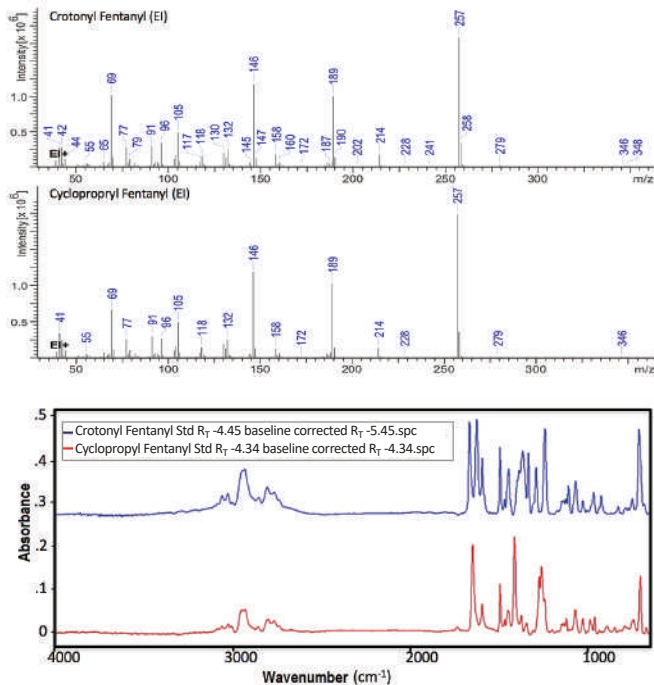 Crotonyl Fentanyl (EI)
Intensity [x 10^-6]
1.0
0.5
41 42 44 55 65 69 77 79 91 96 105 117 118 130 132 145 146 147 158 160 172 187 189 190 202 214 228 241 257 258 279 346 348
EI+
50 100 150 200 250 300 m/z
Cyclopropryl Fentanyl (EI)
Intensity [x 10^-6]
1.0
0.5
41 55 69 77 91 96 105 118 132 146 158 172 189 214 228 257 279 346
EI+
50 100 150 200 250 300 m/z
Crotonyl Fentanyl Std R_T -4.45 baseline corrected R_T -5.45.spc
Cyclopropyl Fentanyl Std R_T -4.34 baseline corrected R_T -4.34.spc
Absorbance
.5
.4
.3
.2
.1
0
4000 3000 2000 1000
Wavenumber (cm-1)